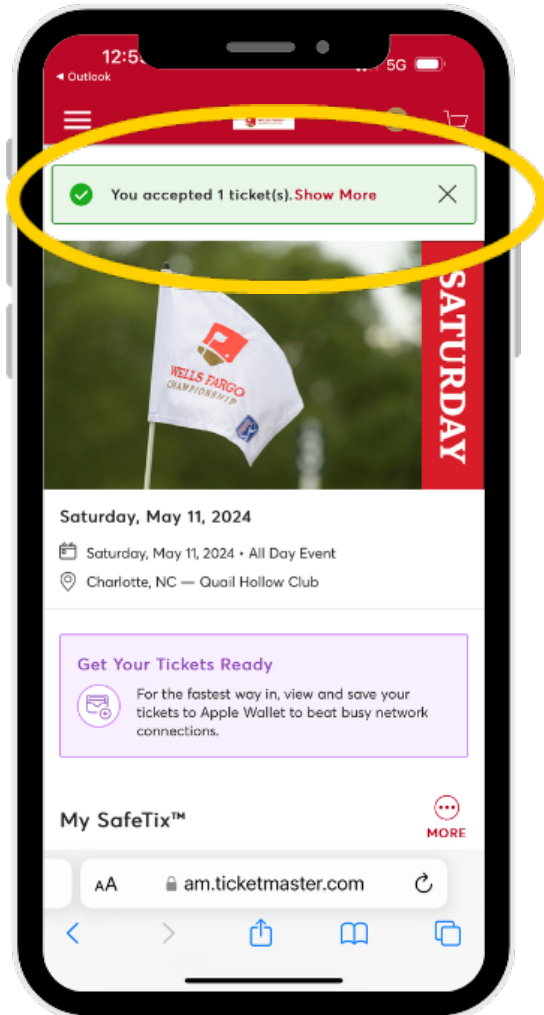 12:5
5G
◄ Outlook
You accepted 1 ticket(s). Show More
WELLS FARGO
CHAMPIONSHIP
SATURDAY
Saturday, May 11, 2024
Saturday, May 11, 2024 • All Day Event
Charlotte, NC — Quail Hollow Club
Get Your Tickets Ready
For the fastest way in, view and save your
tickets to Apple Wallet to beat busy network
connections.
My SafeTix™
MORE
AA am.ticketmaster.com